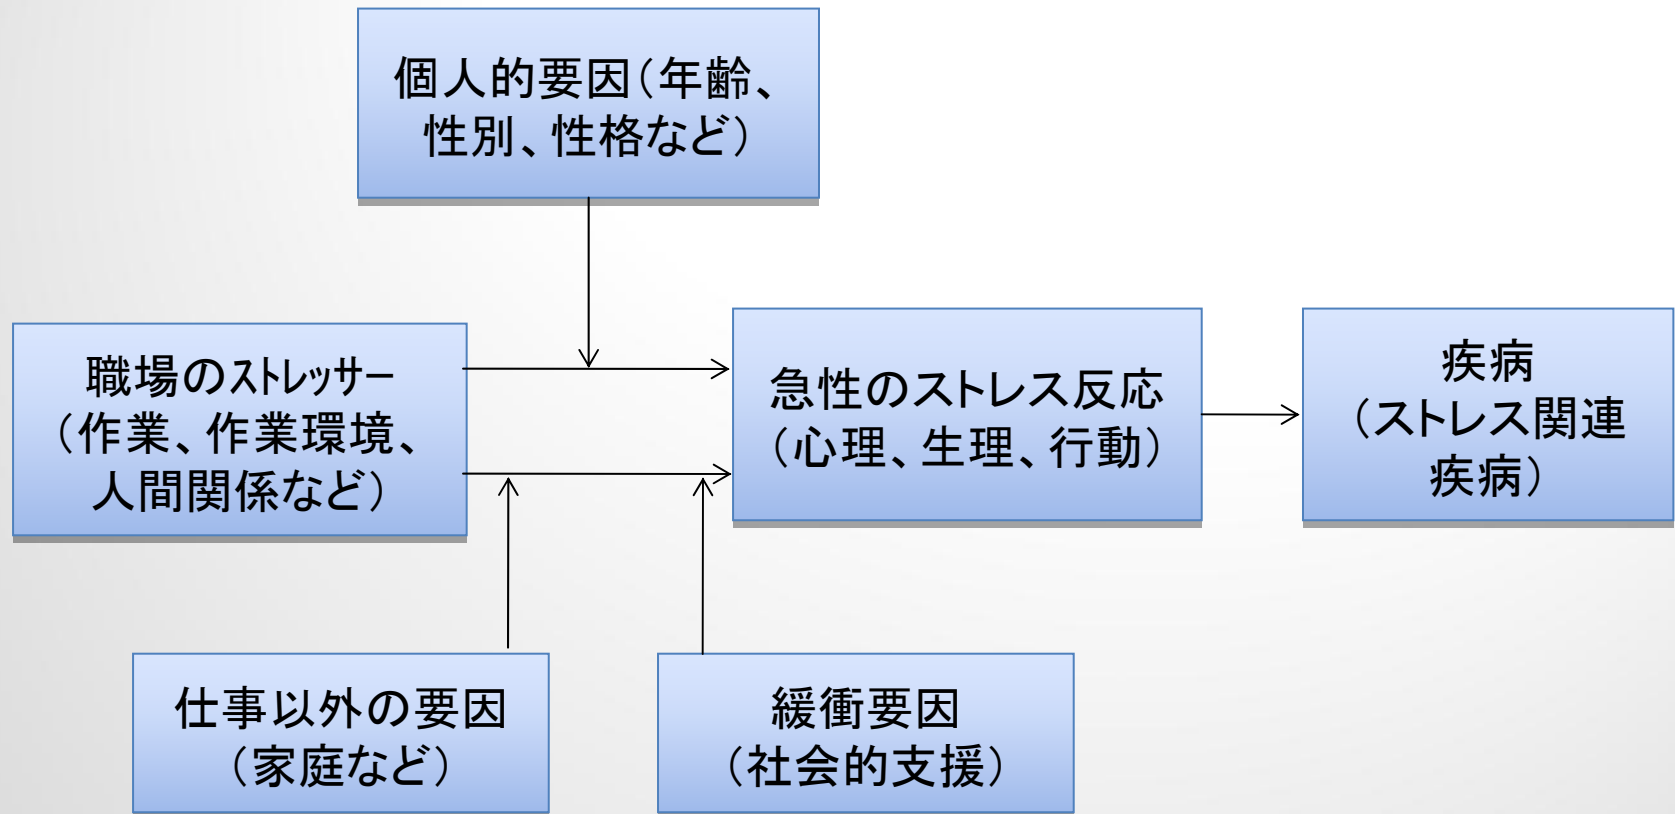 個人的要因（年齢、
性別、性格など）
職場のストレッサー
（作業、作業環境、
人間関係など）
急性のストレス反応
（心理、生理、行動）
疾病
（ストレス関連
疾病）
仕事以外の要因
（家庭など）
緩衝要因
（社会的支援）